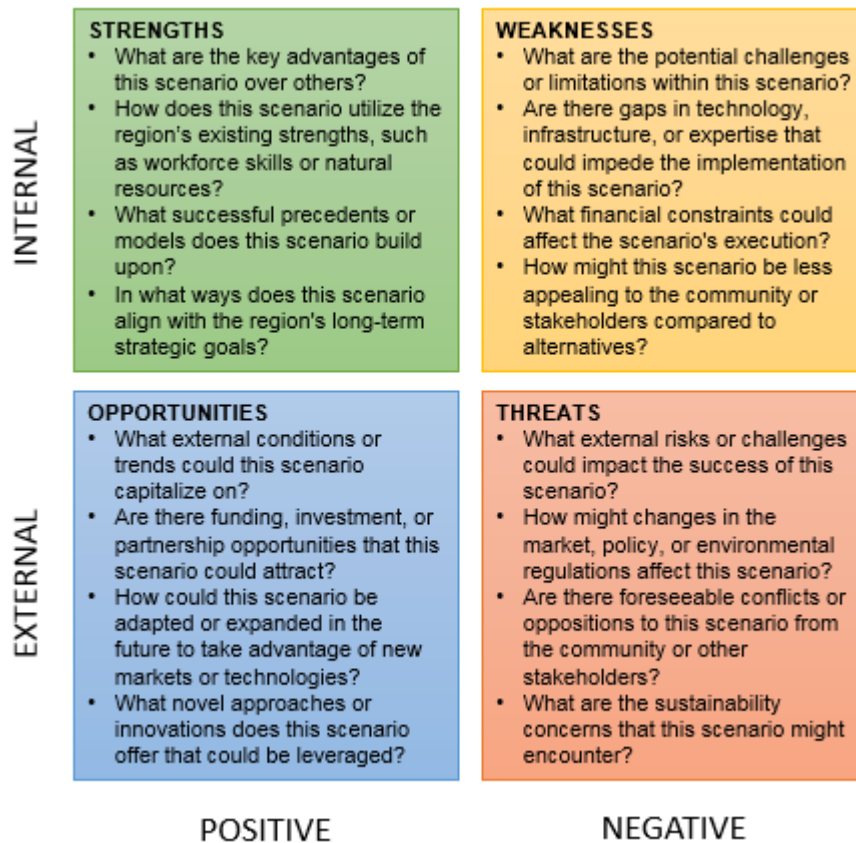 INTERNAL
STRENGTHS
• What are the key advantages of
this scenario over others?
• How does this scenario utilize the
region's existing strengths, such
as workforce skills or natural
resources?
• What successful precedents or
models does this scenario build
upon?
• In what ways does this scenario
align with the region's long-term
strategic goals?
WEAKNESSES
• What are the potential challenges
or limitations within this scenario?
• Are there gaps in technology,
infrastructure, or expertise that
could impede the implementation
of this scenario?
• What financial constraints could
affect the scenario's execution?
• How might this scenario be less
appealing to the community or
stakeholders compared to
alternatives?
EXTERNAL
OPPORTUNITIES
• What external conditions or
trends could this scenario
capitalize on?
• Are there funding, investment, or
partnership opportunities that this
scenario could attract?
• How could this scenario be
adapted or expanded in the
future to take advantage of new
markets or technologies?
• What novel approaches or
innovations does this scenario
offer that could be leveraged?
THREATS
• What external risks or challenges
could impact the success of this
scenario?
• How might changes in the
market, policy, or environmental
regulations affect this scenario?
• Are there foreseeable conflicts or
oppositions to this scenario from
the community or other
stakeholders?
• What are the sustainability
concerns that this scenario might
encounter?
POSITIVE
NEGATIVE